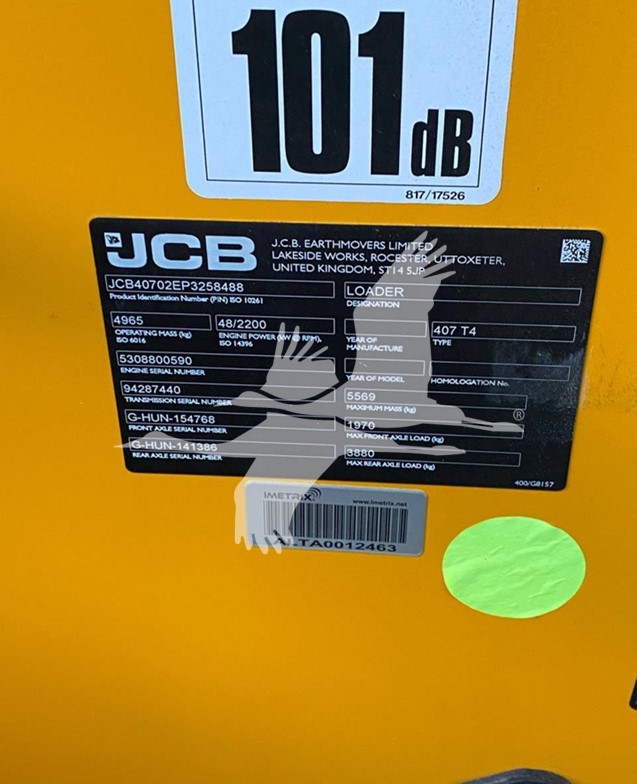 101 dB
817/17526
JCB
J.C.B. EARTHMOVERS LIMITED
LAKESIDE WORKS, ROCESTER, UTTOXETER,
UNITED KINGDOM, ST14 5JP
JCB40702EP3258488
Product Identification Number (PIN) ISO 10261
LOADER
DESIGNATION
4965
OPERATING MASS (kg)
ISO 6016
48/2200
ENGINE POWER (kW @ RPM),
ISO 14396
YEAR OF
MANUFACTURE
407 T4
TYPE
5308800590
ENGINE SERIAL NUMBER
YEAR OF MODEL
HOMOLOGATION No.
94287440
TRANSMISSION SERIAL NUMBER
5569
MAXIMUM MASS (kg)
G-HUN-154768
FRONT AXLE SERIAL NUMBER
1970
MAX FRONT AXLE LOAD (kg)
G-HUN-141386
REAR AXLE SERIAL NUMBER
3880
MAX REAR AXLE LOAD (kg)
®
400/G8157
IMETRIX
www.imetrix.net
ALTA0012463